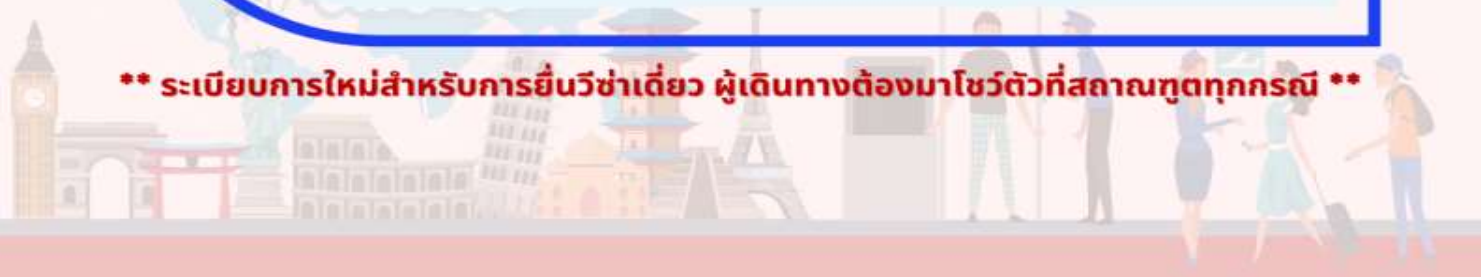 ** ระเบียบการใหม่สำหรับการยื่นวีซ่าเดี่ยว ผู้เดินทางต้องมาโชว์ตัวที่สถาณฑูตทุกกรณี **